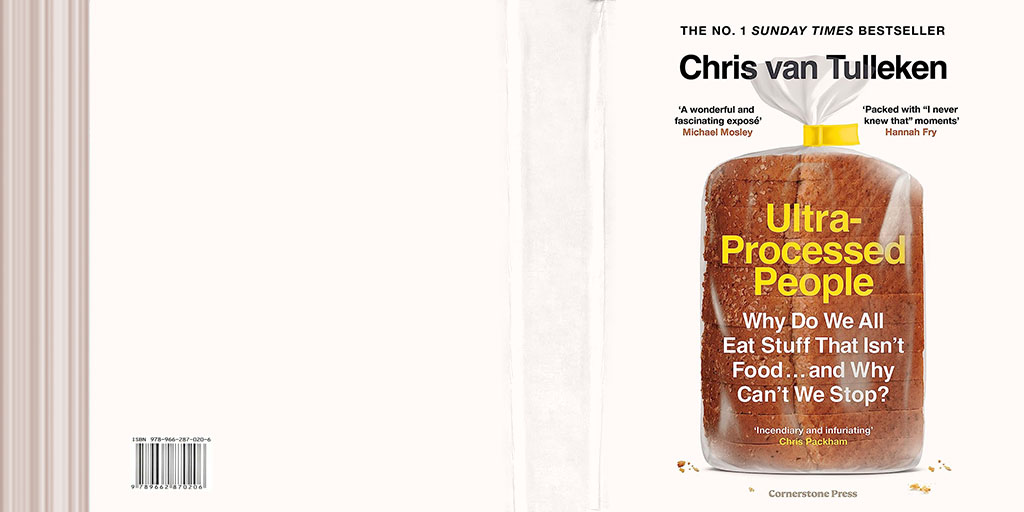 THE NO. 1 SUNDAY TIMES BESTSELLER
Chris van Tulleken
‘A wonderful and
fascinating exposé’
Michael Mosley
‘Packed with “I never
knew that” moments’
Hannah Fry
Ultra-
Processed
People
Why Do We All
Eat Stuff That Isn’t
Food...and Why
Can’t We Stop?
‘Incendiary and infuriating’
Chris Packham
Cornerstone Press
ISBN 978-966-287-020-6
9 789662 870206